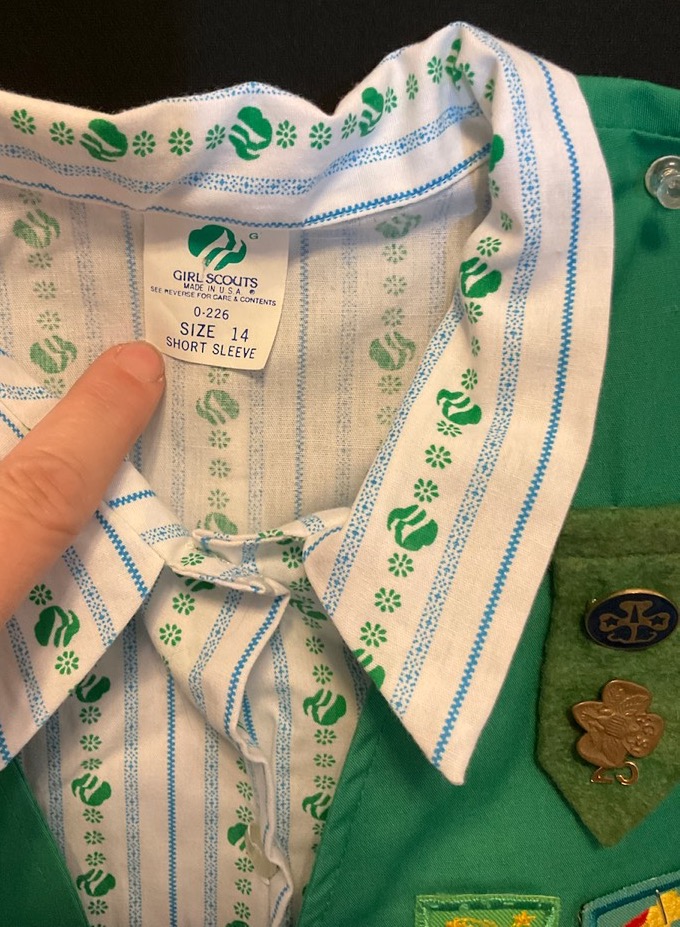 G
GIRL SCOUTS
MADE IN U.S.A. ®
SEE REVERSE FOR CARE & CONTENTS
0-226
SIZE 14
SHORT SLEEVE